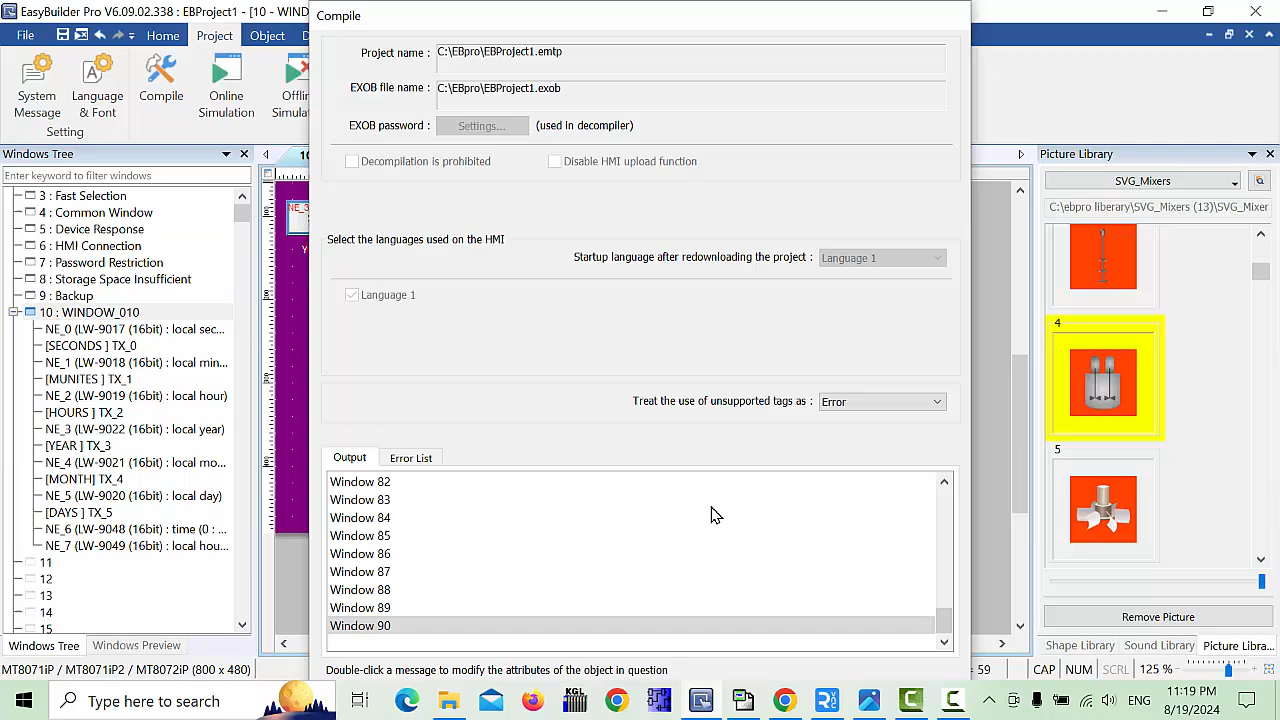 EasyBuilder Pro V6.09.02.338 : EBProject1 - [10 - WIND
Compile
File
Home
Project
Object
System Message
Language & Font
Compile
Online Simulation
Setting
Project name :
C:\EBpro\EBProject1.emtp
EXOB file name :
C:\EBpro\EBProject1.exob
EXOB password :
Settings...
(used in decompiler)
Decompilation is prohibited
Disable HMI upload function
Select the languages used on the HMI
Startup language after redownloading the project :
Language 1
Language 1
Treat the use of unsupported tags as :
Error
Output
Error List
Window 82
Window 83
Window 84
Window 85
Window 86
Window 87
Window 88
Window 89
Window 90
Double-click a message to modify the attributes of the object in question
Windows Tree
Enter keyword to filter windows
3 : Fast Selection
4 : Common Window
5 : Device Response
6 : HMI Connection
7 : Password Restriction
8 : Storage Space Insufficient
9 : Backup
10 : WINDOW_010
NE_0 (LW-9017 (16bit) : local sec...
[SECONDS ] TX_0
NE_1 (LW-9018 (16bit) : local min...
[MUNITES ] TX_1
NE_2 (LW-9019 (16bit) : local hour)
[HOURS ] TX_2
NE_3 (LW-9022 (16bit) : local year)
[YEAR ] TX_3
NE_4 (LW-9021 (16bit) : local mo...
[MONTH] TX_4
NE_5 (LW-9020 (16bit) : local day)
[DAYS ] TX_5
NE_6 (LW-9048 (16bit) : time (0 : ...
NE_7 (LW-9049 (16bit) : local hou...
11
12
13
14
15
Windows Tree
Windows Preview
Picture Library
SVG_Mixers
C:\ebpro liberary\SVG_Mixers (13)\SVG_Mixer
4
5
Remove Picture
Shape Library
Sound Library
Picture Libra...
MT8071iP / MT8071iP2 / MT8072iP (800 x 480)
= 59
CAP
NUM
SCRL
125 %
Type here to search
ENG
11:19 PM
8/19/2024